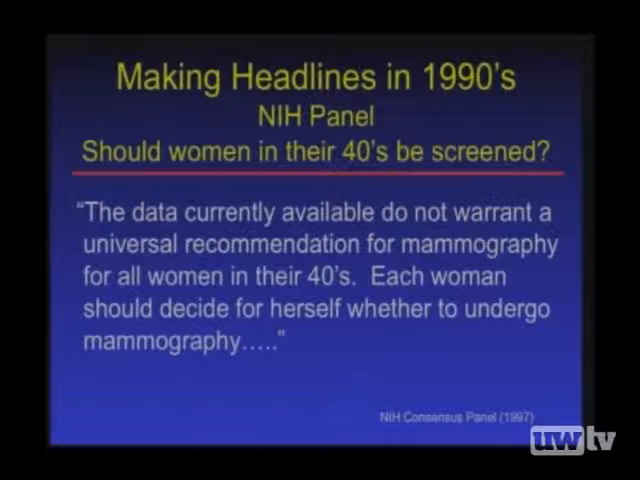 Making Headlines in 1990's
NIH Panel
Should women in their 40's be screened?
"The data currently available do not warrant a
universal recommendation for mammography
for all women in their 40's.  Each woman
should decide for herself whether to undergo
mammography….."
NIH Consensus Panel (1997)
uwtv